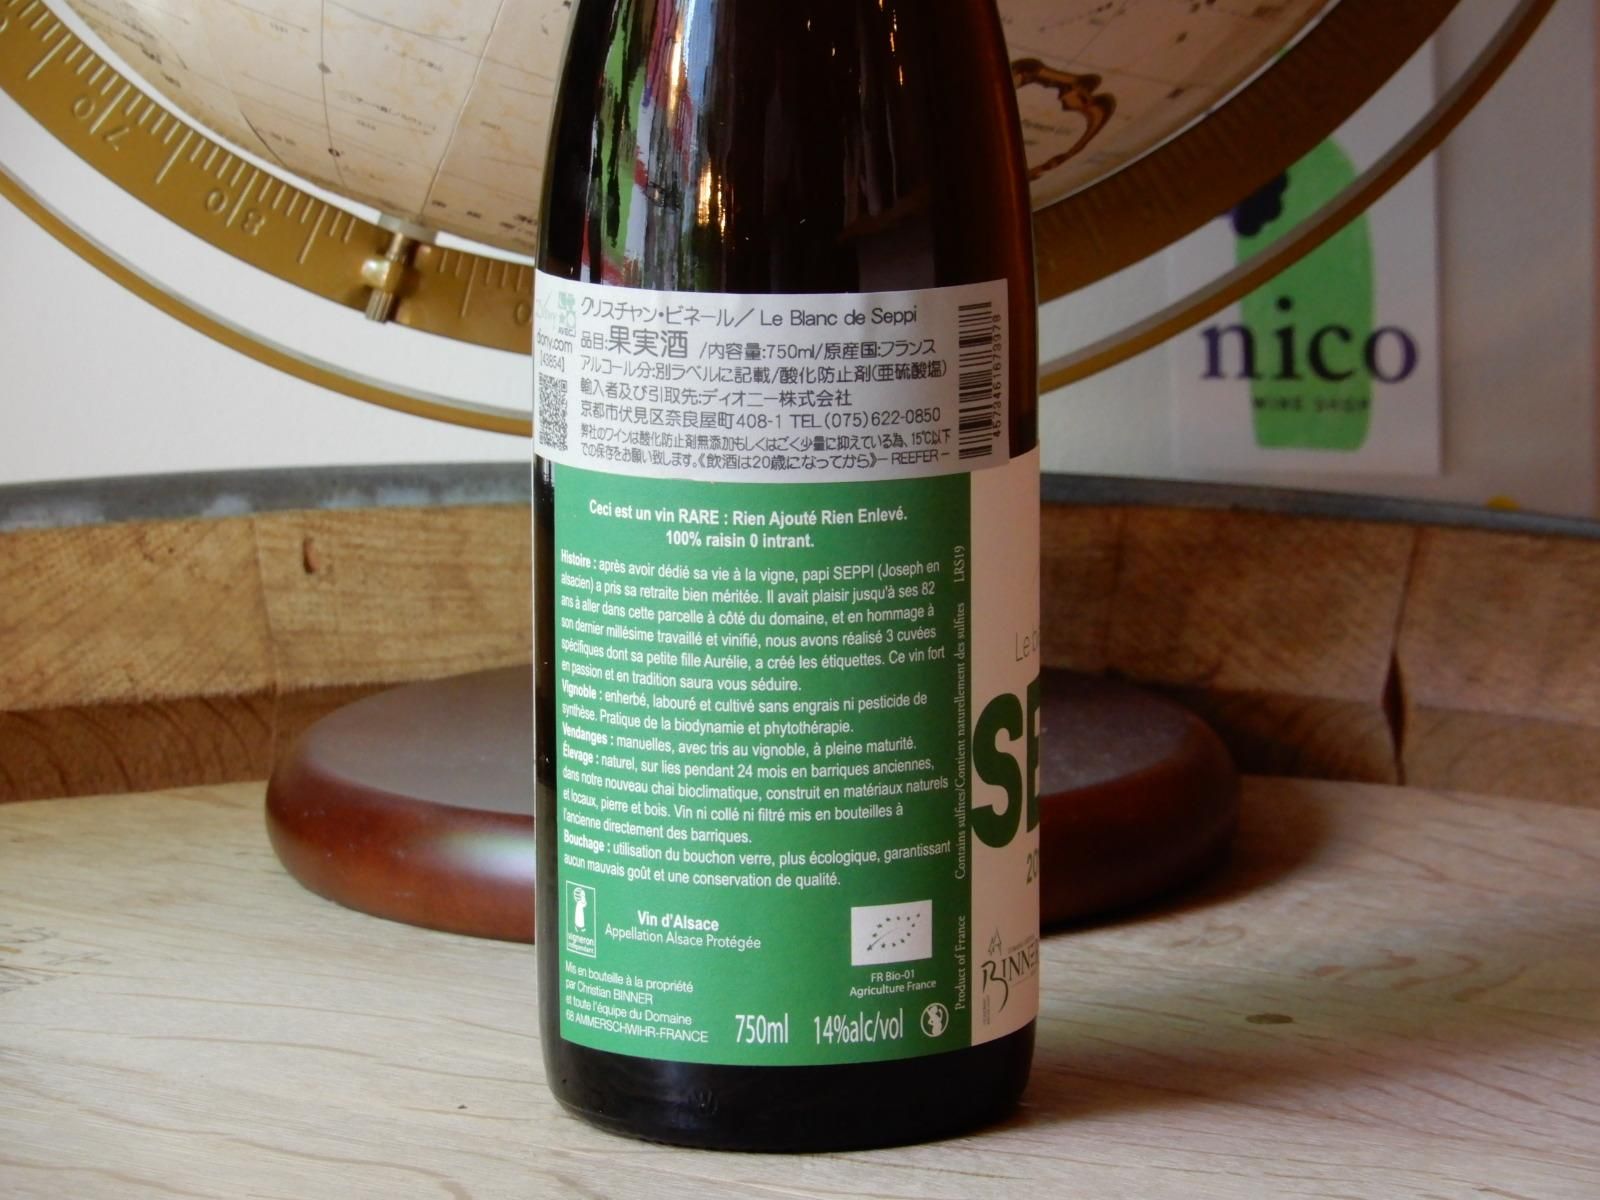 クリスチャン・ビネール／ Le Blanc de Seppi
品目:果実酒 /内容量:750ml/原産国:フランス
アルコール分:別ラベルに記載/酸化防止剤(亜硫酸塩)
輸入者及び引取先:ディオニー株式会社
京都市伏見区奈良屋町408-1 TEL(075)622-0850
弊社のワインは酸化防止剤無添加もしくはごく少量に抑えている為、15℃以下
での保存をお願い致します。《飲酒は20歳になってから》－REEFER－
diony.com
[43854]
4573461673978
Ceci est un vin RARE : Rien Ajouté Rien Enlevé.
100% raisin 0 intrant.
Histoire : après avoir dédié sa vie à la vigne, papi SEPPI (Joseph en
alsacien) a pris sa retraite bien méritée. Il avait plaisir jusqu'à ses 82
ans à aller dans cette parcelle à côté du domaine, et en hommage à
son dernier millésime travaillé et vinifié, nous avons réalisé 3 cuvées
spécifiques dont sa petite fille Aurélie, a créé les étiquettes. Ce vin fort
en passion et en tradition saura vous séduire.
Vignoble : enherbé, labouré et cultivé sans engrais ni pesticide de
synthèse. Pratique de la biodynamie et phytothérapie.
Vendanges : manuelles, avec tris au vignoble, à pleine maturité.
Élevage : naturel, sur lies pendant 24 mois en barriques anciennes,
dans notre nouveau chai bioclimatique, construit en matériaux naturels
et locaux, pierre et bois. Vin ni collé ni filtré mis en bouteilles à
l'ancienne directement des barriques.
Bouchage : utilisation du bouchon verre, plus écologique, garantissant
aucun mauvais goût et une conservation de qualité.
vigneron
indépendant
Vin d'Alsace
Appellation Alsace Protégée
FR Bio-01
Agriculture France
Mis en bouteille à la propriété
par Christian BINNER
et toute l'équipe du Domaine
68 AMMERSCHWIHR-FRANCE
750ml 14%alc/vol
Product of France
Contains sulfites/Contient naturellement des sulfites
LRS19
SE
BINNER
nico
WINE SHOP
70
80